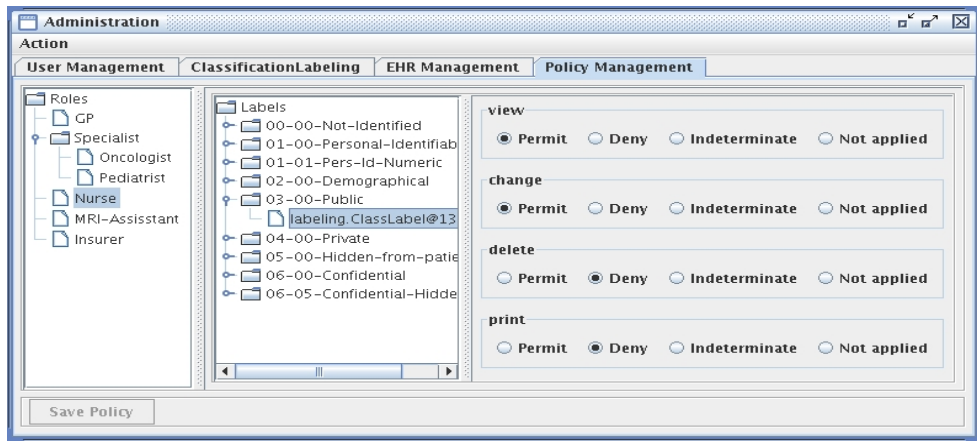 Administration
Action
User Management
ClassificationLabeling
EHR Management
Policy Management
Roles
GP
Specialist
Oncologist
Pediatrist
Nurse
MRI-Assisstant
Insurer
Labels
00-00-Not-Identified
01-00-Personal-Identifiab
01-01-Pers-Id-Numeric
02-00-Demographical
03-00-Public
labeling.ClassLabel@13
04-00-Private
05-00-Hidden-from-patie
06-00-Confidential
06-05-Confidential-Hidde
view
Permit Deny Indeterminate Not applied
change
Permit Deny Indeterminate Not applied
delete
Permit Deny Indeterminate Not applied
print
Permit Deny Indeterminate Not applied
Save Policy